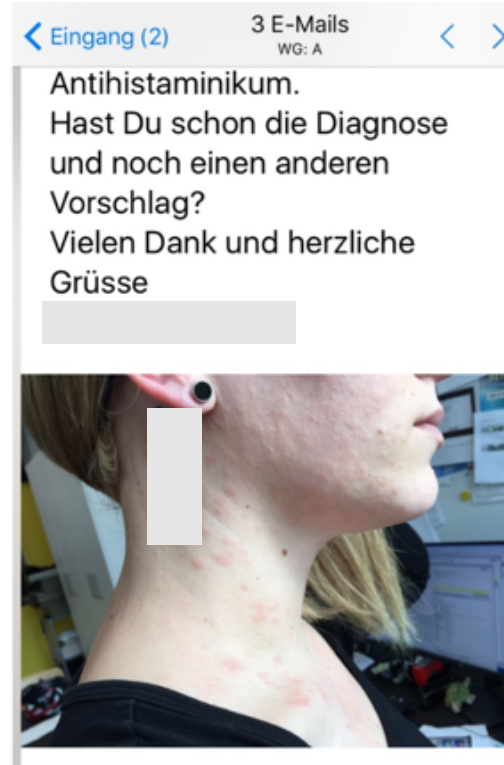 Eingang (2)
3 E-Mails
WG: A
Antihistaminikum.
Hast Du schon die Diagnose
und noch einen anderen
Vorschlag?
Vielen Dank und herzliche
Grüsse